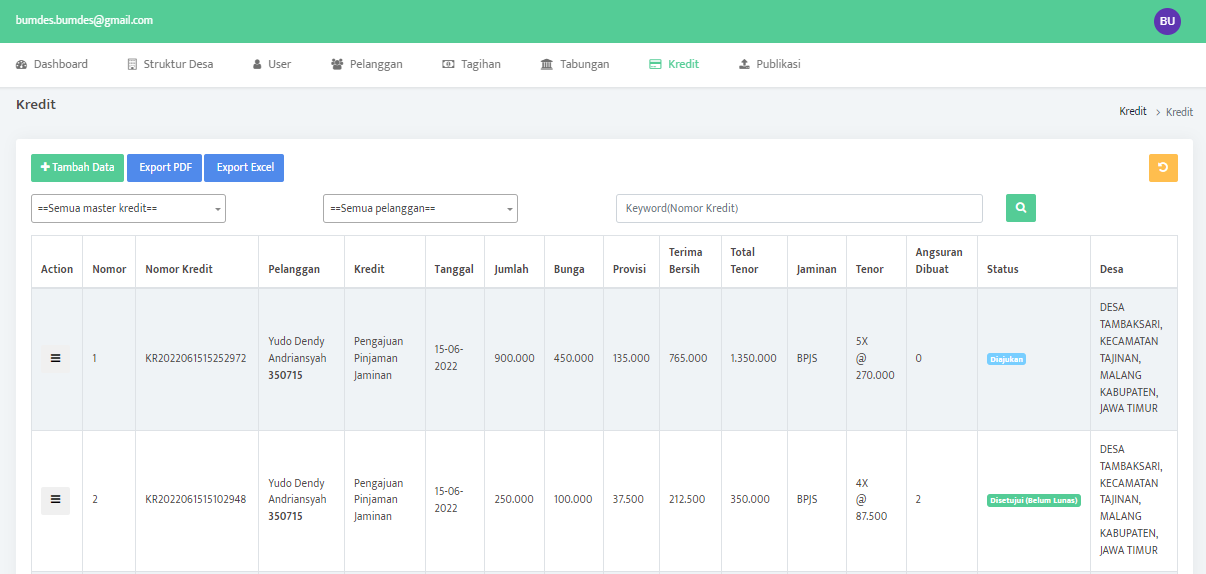 bumdes.bumdes@gmail.com
BU
Dashboard Struktur Desa User Pelanggan Tagihan Tabungan Kredit Publikasi
Kredit
Kredit > Kredit
+ Tambah Data Export PDF Export Excel
==Semua master kredit== ==Semua pelanggan== Keyword(Nomor Kredit)
Action Nomor Nomor Kredit Pelanggan Kredit Tanggal Jumlah Bunga Provisi Terima Bersih Total Tenor Jaminan Tenor Angsuran Dibuat Status Desa
1
KR2022061515252972
Yudo Dendy
Andriansyah
350715
Pengajuan
Pinjaman
Jaminan
15-06-
2022
900.000
450.000
135.000
765.000
1.350.000
BPJS
5X
@
270.000
0
Diajukan
DESA
TAMBAKSARI,
KECAMATAN
TAJINAN,
MALANG
KABUPATEN,
JAWA TIMUR
2
KR2022061515102948
Yudo Dendy
Andriansyah
350715
Pengajuan
Pinjaman
Jaminan
15-06-
2022
250.000
100.000
37.500
212.500
350.000
BPJS
4X
@
87.500
2
Disetujui (Belum Lunas)
DESA
TAMBAKSARI,
KECAMATAN
TAJINAN,
MALANG
KABUPATEN,
JAWA TIMUR